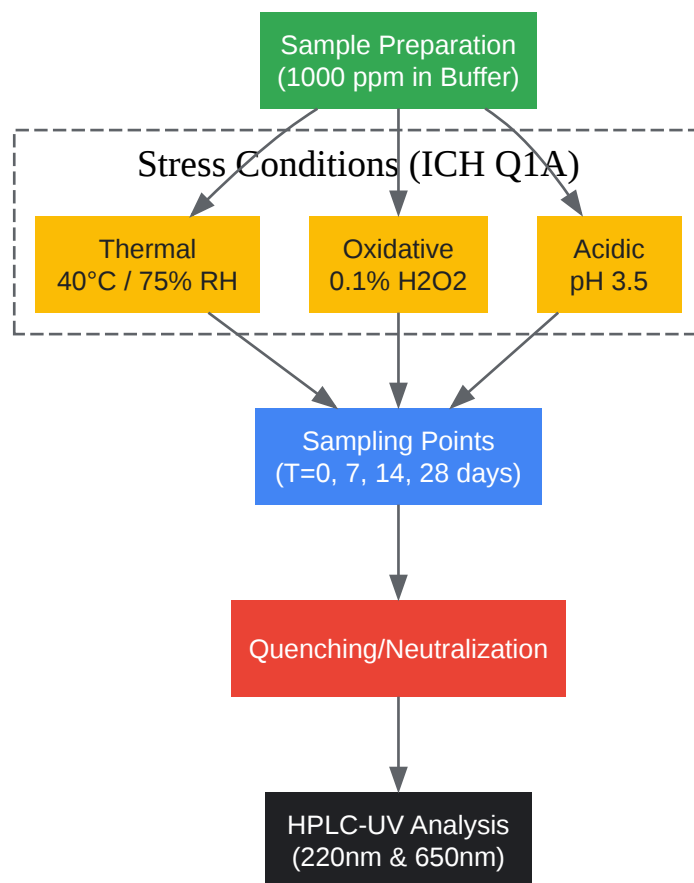 Sample Preparation
(1000 ppm in Buffer)
Stress Conditions (ICH Q1A)
Thermal
40°C / 75% RH
Oxidative
0.1% H2O2
Acidic
pH 3.5
Sampling Points
(T=0, 7, 14, 28 days)
Quenching/Neutralization
HPLC-UV Analysis
(220nm & 650nm)